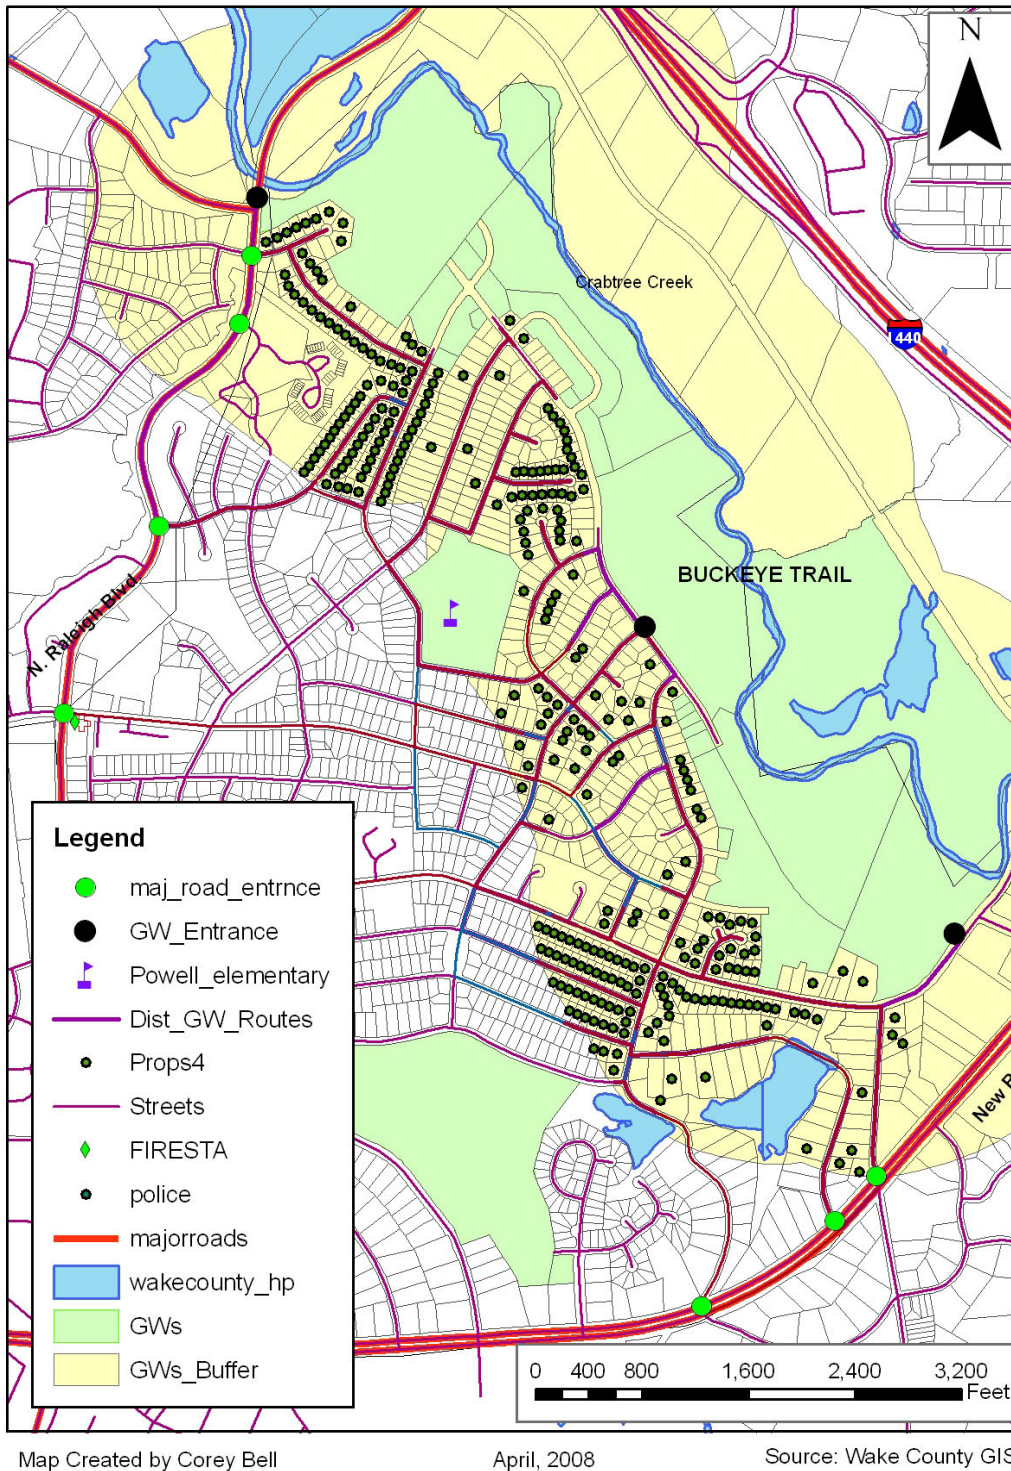 N
Crabtree Creek
I440
BUCKEYE TRAIL
N. Raleigh Blvd.
New
Legend
maj_road_entrnce
GW_Entrance
Powell_elementary
Dist_GW_Routes
Props4
Streets
FIRESTA
police
majorroads
wakecounty_hp
GWs
GWs_Buffer
0 400 800 1,600 2,400 3,200
Feet
Map Created by Corey Bell
April, 2008
Source: Wake County GIS